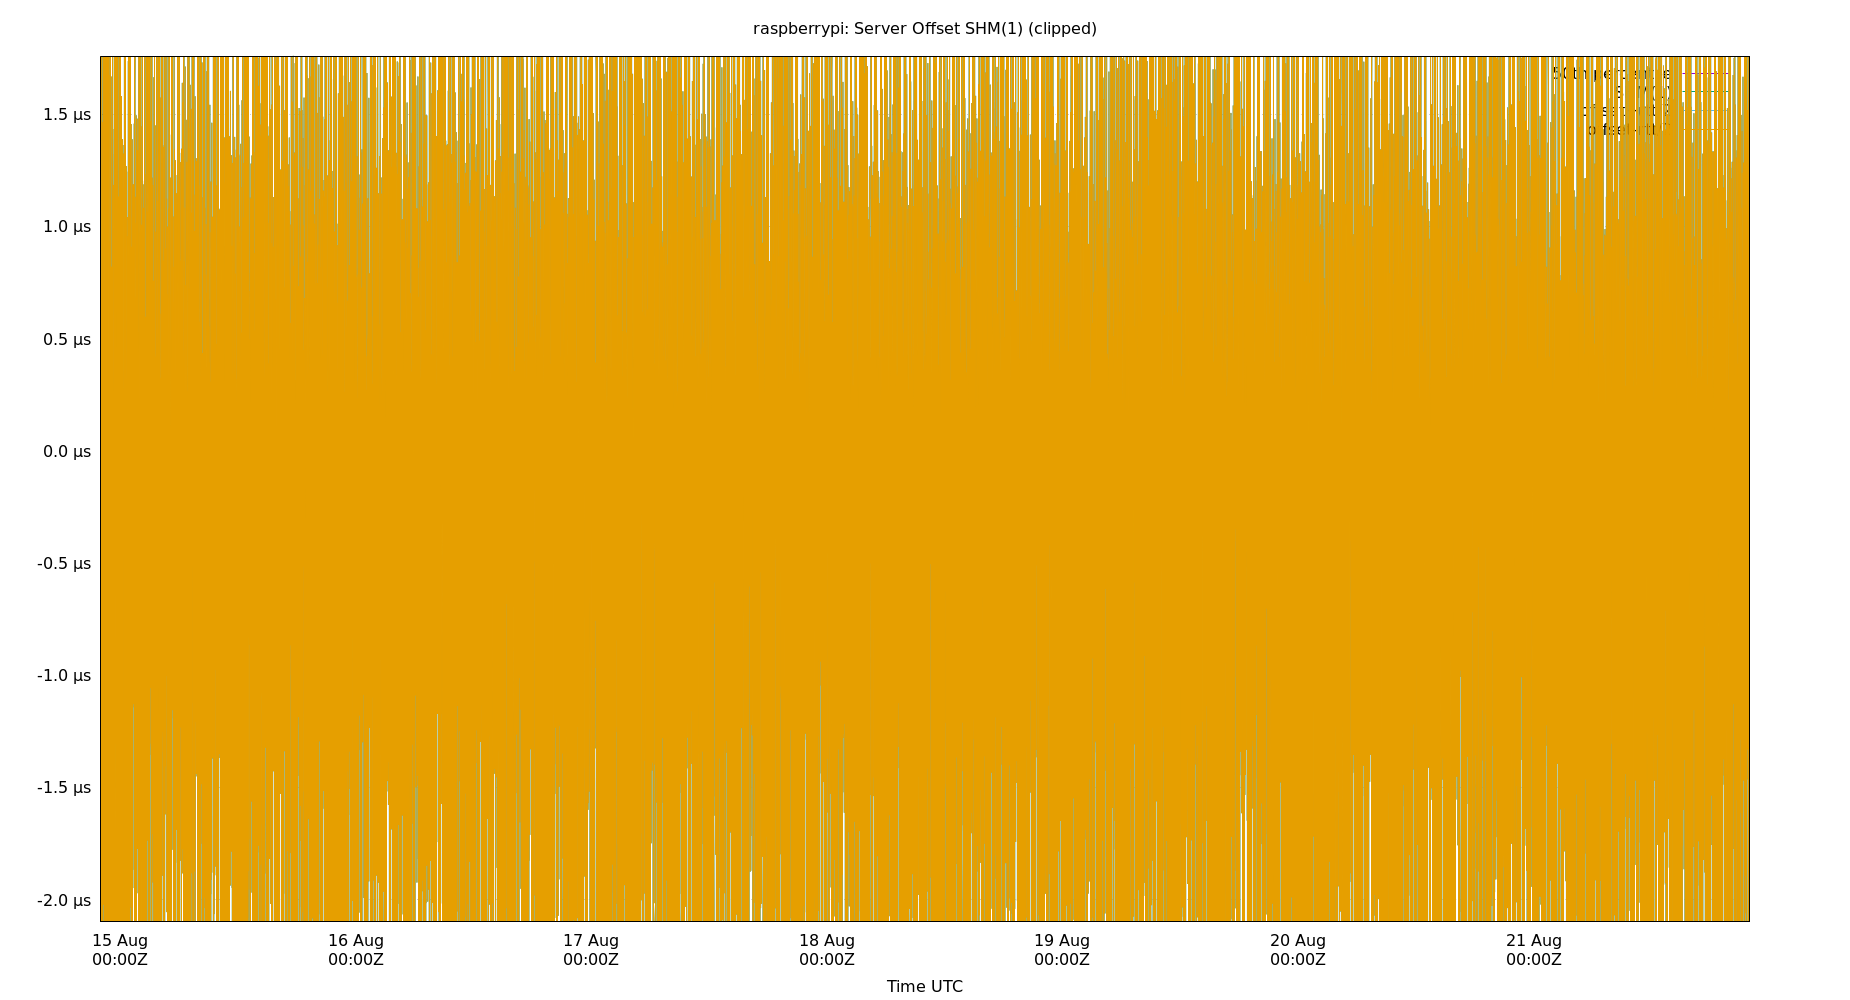 raspberrypi: Server Offset SHM(1) (clipped)
1.5 µs
1.0 µs
0.5 µs
0.0 µs
-0.5 µs
-1.0 µs
-1.5 µs
-2.0 µs
15 Aug 16 Aug 17 Aug 18 Aug 19 Aug 20 Aug 21 Aug
00:00Z 00:00Z 00:00Z 00:00Z 00:00Z 00:00Z 00:00Z
Time UTC